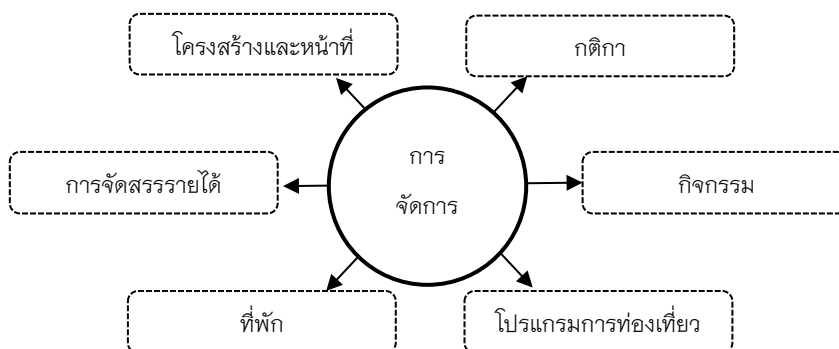 โครงสร้างและหน้าที่
กติกา
การ
จัดการ
การจัดสรรรายได้
กิจกรรม
ที่พัก
โปรแกรมการท่องเที่ยว